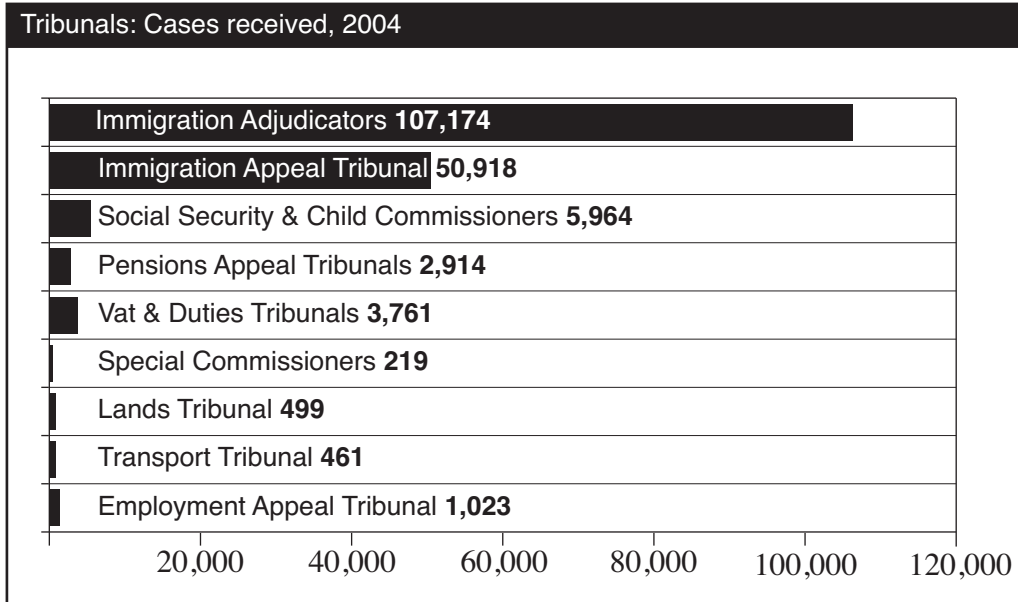 Tribunals: Cases received, 2004
Immigration Adjudicators 107,174
Immigration Appeal Tribunal 50,918
Social Security & Child Commissioners 5,964
Pensions Appeal Tribunals 2,914
Vat & Duties Tribunals 3,761
Special Commissioners 219
Lands Tribunal 499
Transport Tribunal 461
Employment Appeal Tribunal 1,023
20,000 40,000 60,000 80,000 100,000 120,000